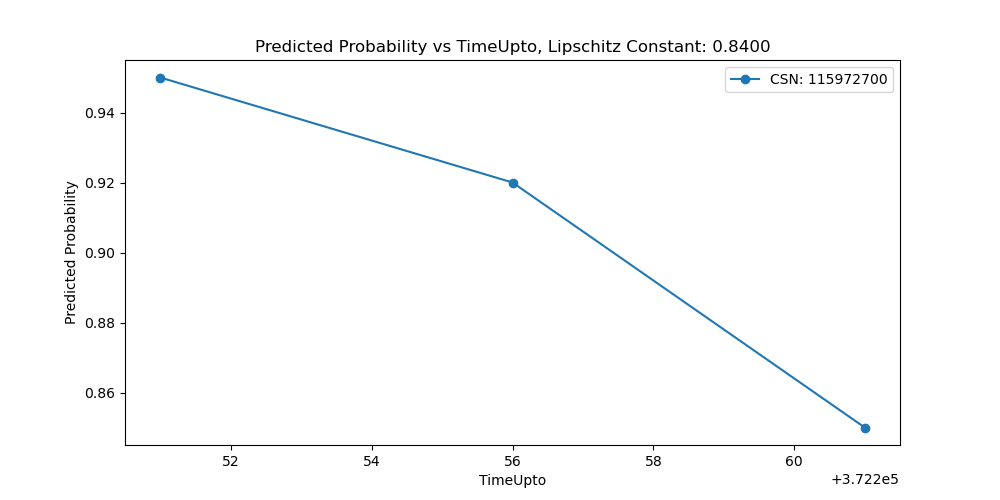 Predicted Probability vs TimeUpto, Lipschitz Constant: 0.8400
CSN: 115972700
0.94
0.92
0.90
0.88
0.86
Predicted Probability
52 54 56 58 60
TimeUpto
+3.722e5